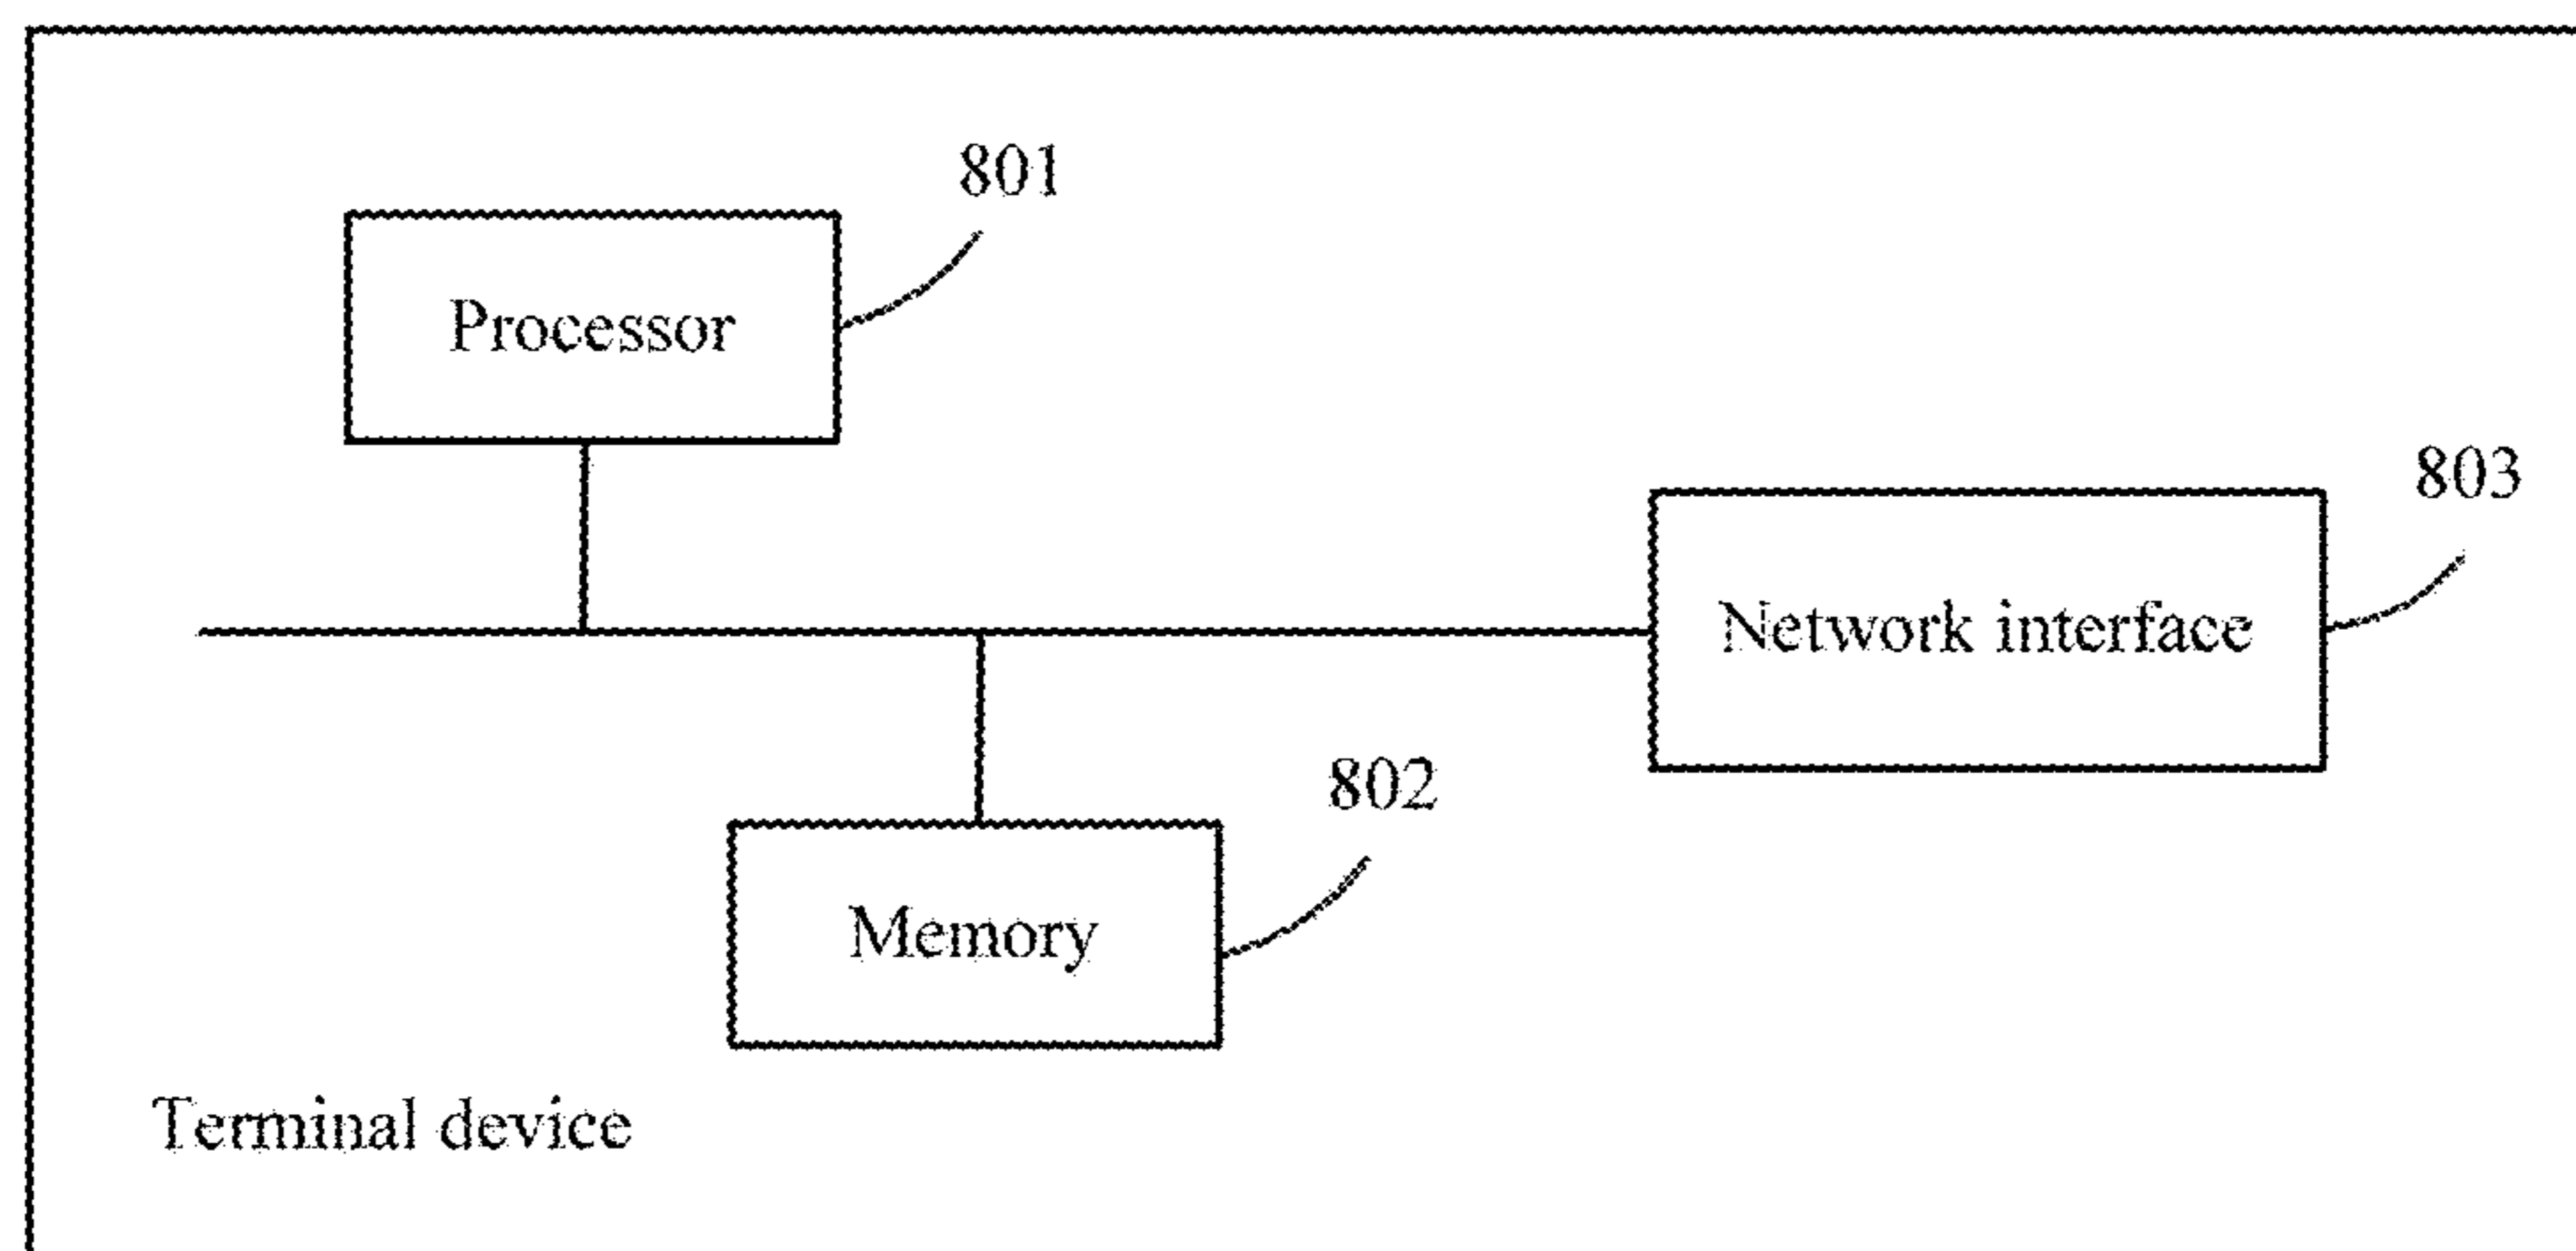 801
Processor
803
Network interface
802
Memory
Terminal device